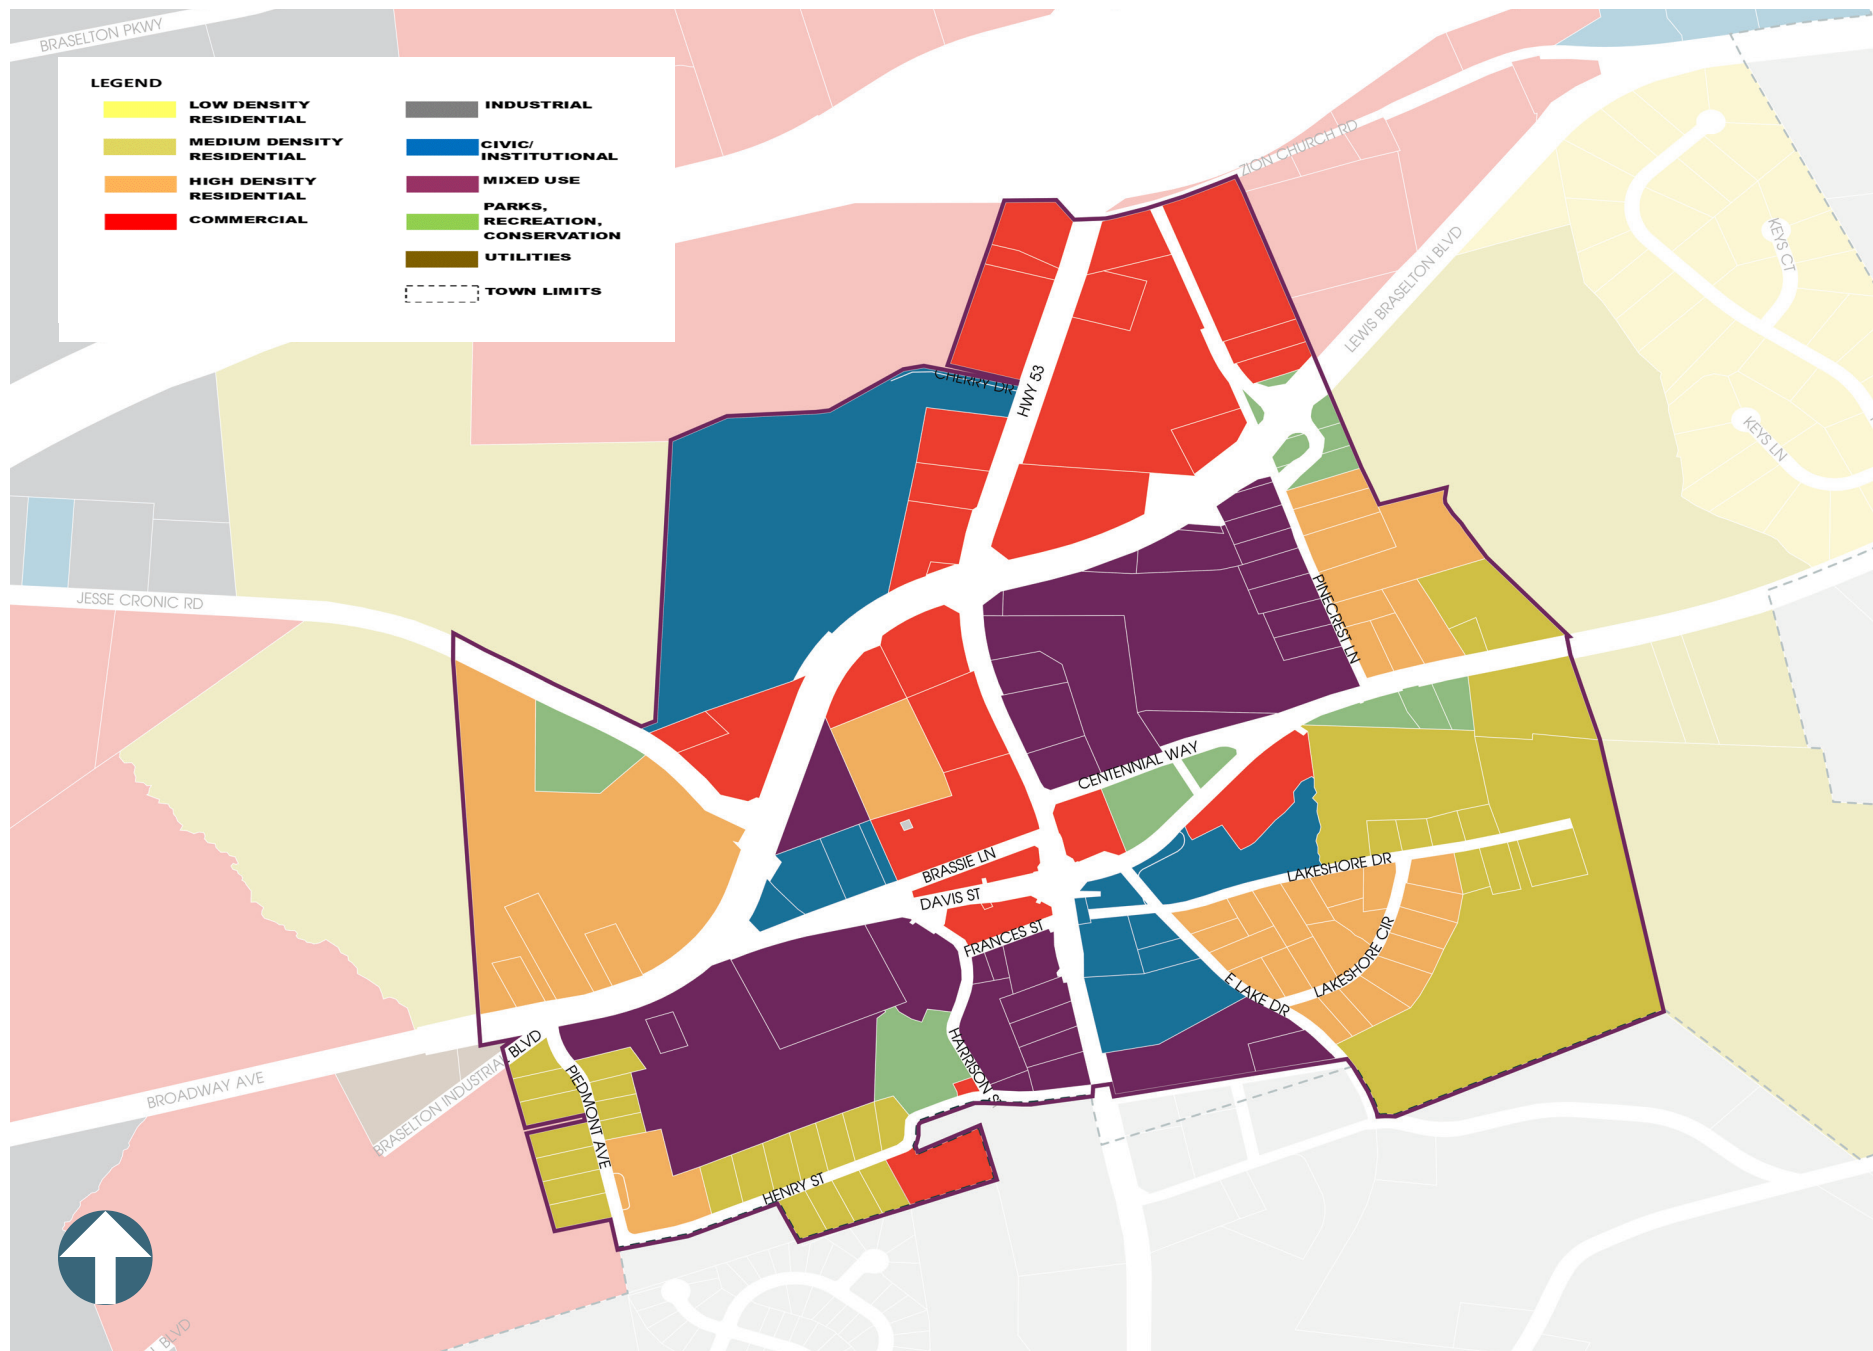 BRASELTON PKWY
LEGEND
LOW DENSITY
RESIDENTIAL
MEDIUM DENSITY
RESIDENTIAL
HIGH DENSITY
RESIDENTIAL
COMMERCIAL
INDUSTRIAL
CIVIC/
INSTITUTIONAL
MIXED USE
PARKS,
RECREATION,
CONSERVATION
UTILITIES
TOWN LIMITS
ZION CHURCH RD
KEYS CT
LEWIS BRASELTON BLVD
CHERRY DR
HWY 53
KEYS LN
JESSE CRONIC RD
PINECREST LN
CENTENNIAL WAY
BRASSIE LN
LAKESHORE DR
DAVIS ST
FRANCES ST
LAKESHORE CIR
E LAKE DR
HARRISON ST
BLVD
BRASELTON INDUSTRIAL
BROADWAY AVE
PIEDMONT AVE
HENRY ST
BLVD